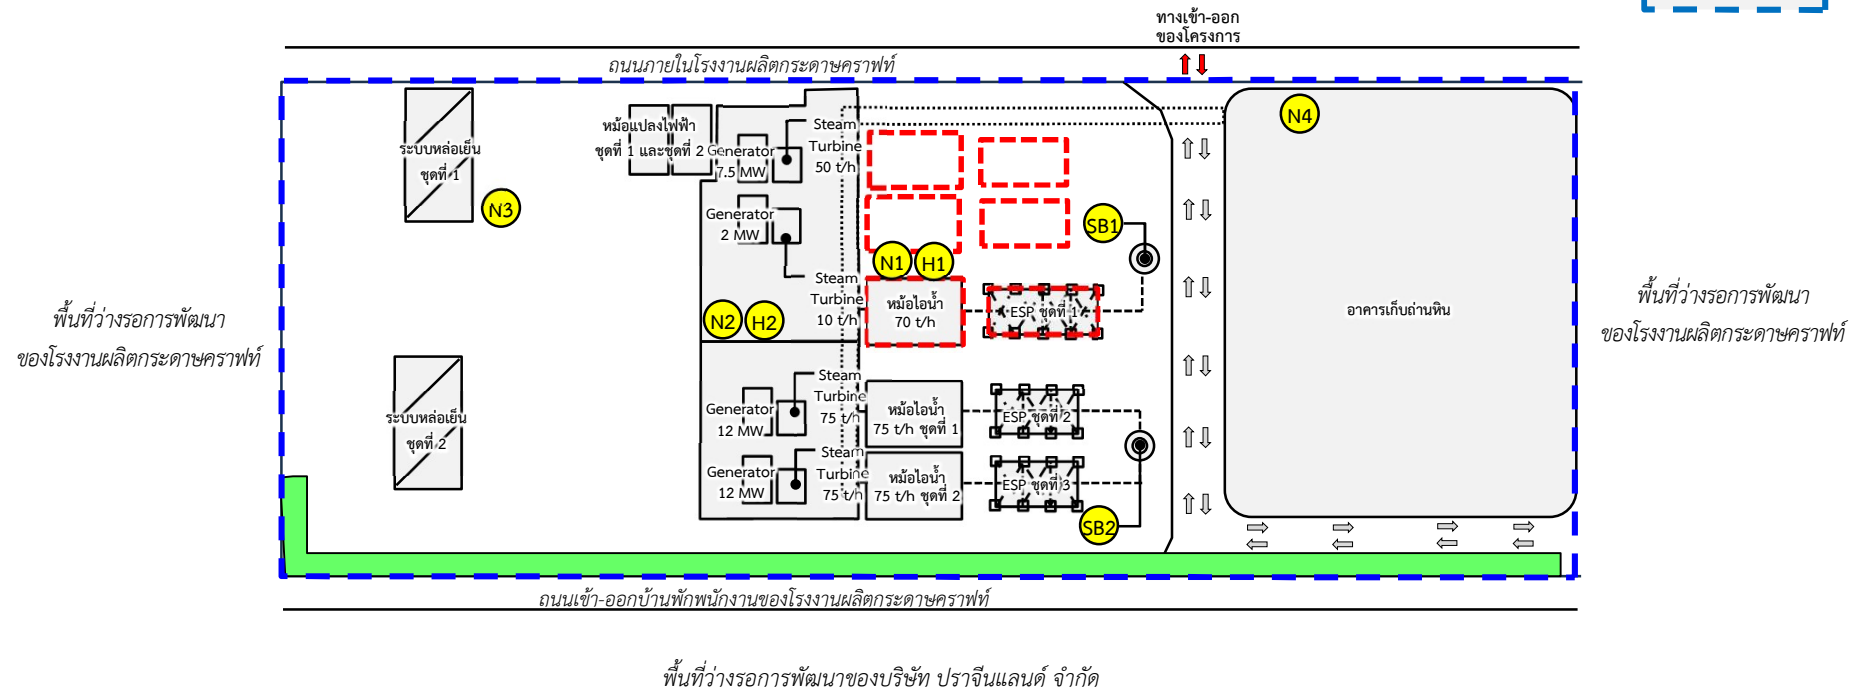 ทางเข้า-ออก
ของโครงการ
ถนนภายในโรงงานผลิตกระดาษคราฟท์
ระบบหล่อเย็น
ชุดที่ 1
N3
หม้อแปลงไฟฟ้า
ชุดที่ 1 และชุดที่ 2
Generator
7.5 MW
Steam
Turbine
50 t/h
Generator
2 MW
Steam
Turbine
10 t/h
N1
H1
N2
H2
หม้อไอน้ำ
70 t/h
ESP ชุดที่ 1
SB1
N4
อาคารเก็บถ่านหิน
พื้นที่ว่างรอการพัฒนา
ของโรงงานผลิตกระดาษคราฟท์
พื้นที่ว่างรอการพัฒนา
ของโรงงานผลิตกระดาษคราฟท์
ระบบหล่อเย็น
ชุดที่ 2
Generator
12 MW
Steam
Turbine
75 t/h
หม้อไอน้ำ
75 t/h ชุดที่ 1
ESP ชุดที่ 2
Generator
12 MW
Steam
Turbine
75 t/h
หม้อไอน้ำ
75 t/h ชุดที่ 2
ESP ชุดที่ 3
SB2
ถนนเข้า-ออกบ้านพักพนักงานของโรงงานผลิตกระดาษคราฟท์
พื้นที่ว่างรอการพัฒนาของบริษัท ปราจีนแลนด์ จำกัด